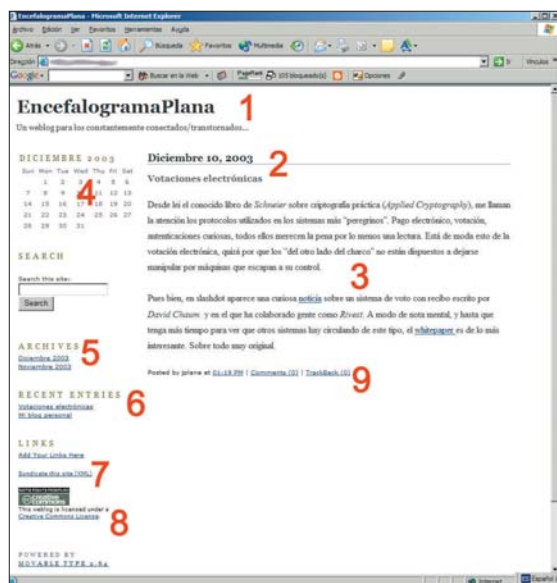 EncefalogramaPlana - Microsoft Internet Explorer
Archivo Edición Ver Favoritos Herramientas Ayuda
Atrás Búsqueda Favoritos Multimedia
Dirección Ir Vínculos
Google Buscar en la Web PageRank 105 bloqueado(s) Opciones
EncefalogramaPlana 1
Un weblog para los constantemente conectados/transtornados...
DICIEMBRE 2003
Sun Mon Tue Wed Thu Fri Sat
1 2 3 4 5 6
7 8 9 10 11 12 13
14 15 16 17 18 19 20
21 22 23 24 25 26 27
28 29 30 31
4
SEARCH
Search this site:
Search
ARCHIVES
Diciembre 2003
Noviembre 2003
5
RECENT ENTRIES
Votaciones electrónicas
Mi blog personal
6
LINKS
Add Your Links Here
Syndicate this site (XML)
7
creative commons
This weblog is licensed under a
Creative Commons License.
8
POWERED BY
MOVABLE TYPE 2.64
Diciembre 10, 2003
2
Votaciones electrónicas
Desde leí el conocido libro de Schneier sobre criptografía práctica (Applied Cryptography), me llaman
la atención los protocolos utilizados en los sistemas más "peregrinos". Pago electrónico, votación,
autenticaciones curiosas, todos ellos merecen la pena por lo menos una lectura. Está de moda esto de la
votación electrónica, quizá por que los "del otro lado del charco" no están dispuestos a dejarse
manipular por máquinas que escapan a su control.
3
Pues bien, en slashdot aparece una curiosa noticia sobre un sistema de voto con recibo escrito por
David Chaum y en el que ha colaborado gente como Rivest. A modo de nota mental, y hasta que
tenga más tiempo para ver que otros sistemas hay circulando de este tipo, el whitepaper es de lo más
interesante. Sobre todo muy original.
Posted by jplana at 01:18 PM | Comments (0) | TrackBack (0)
9
Internet Español